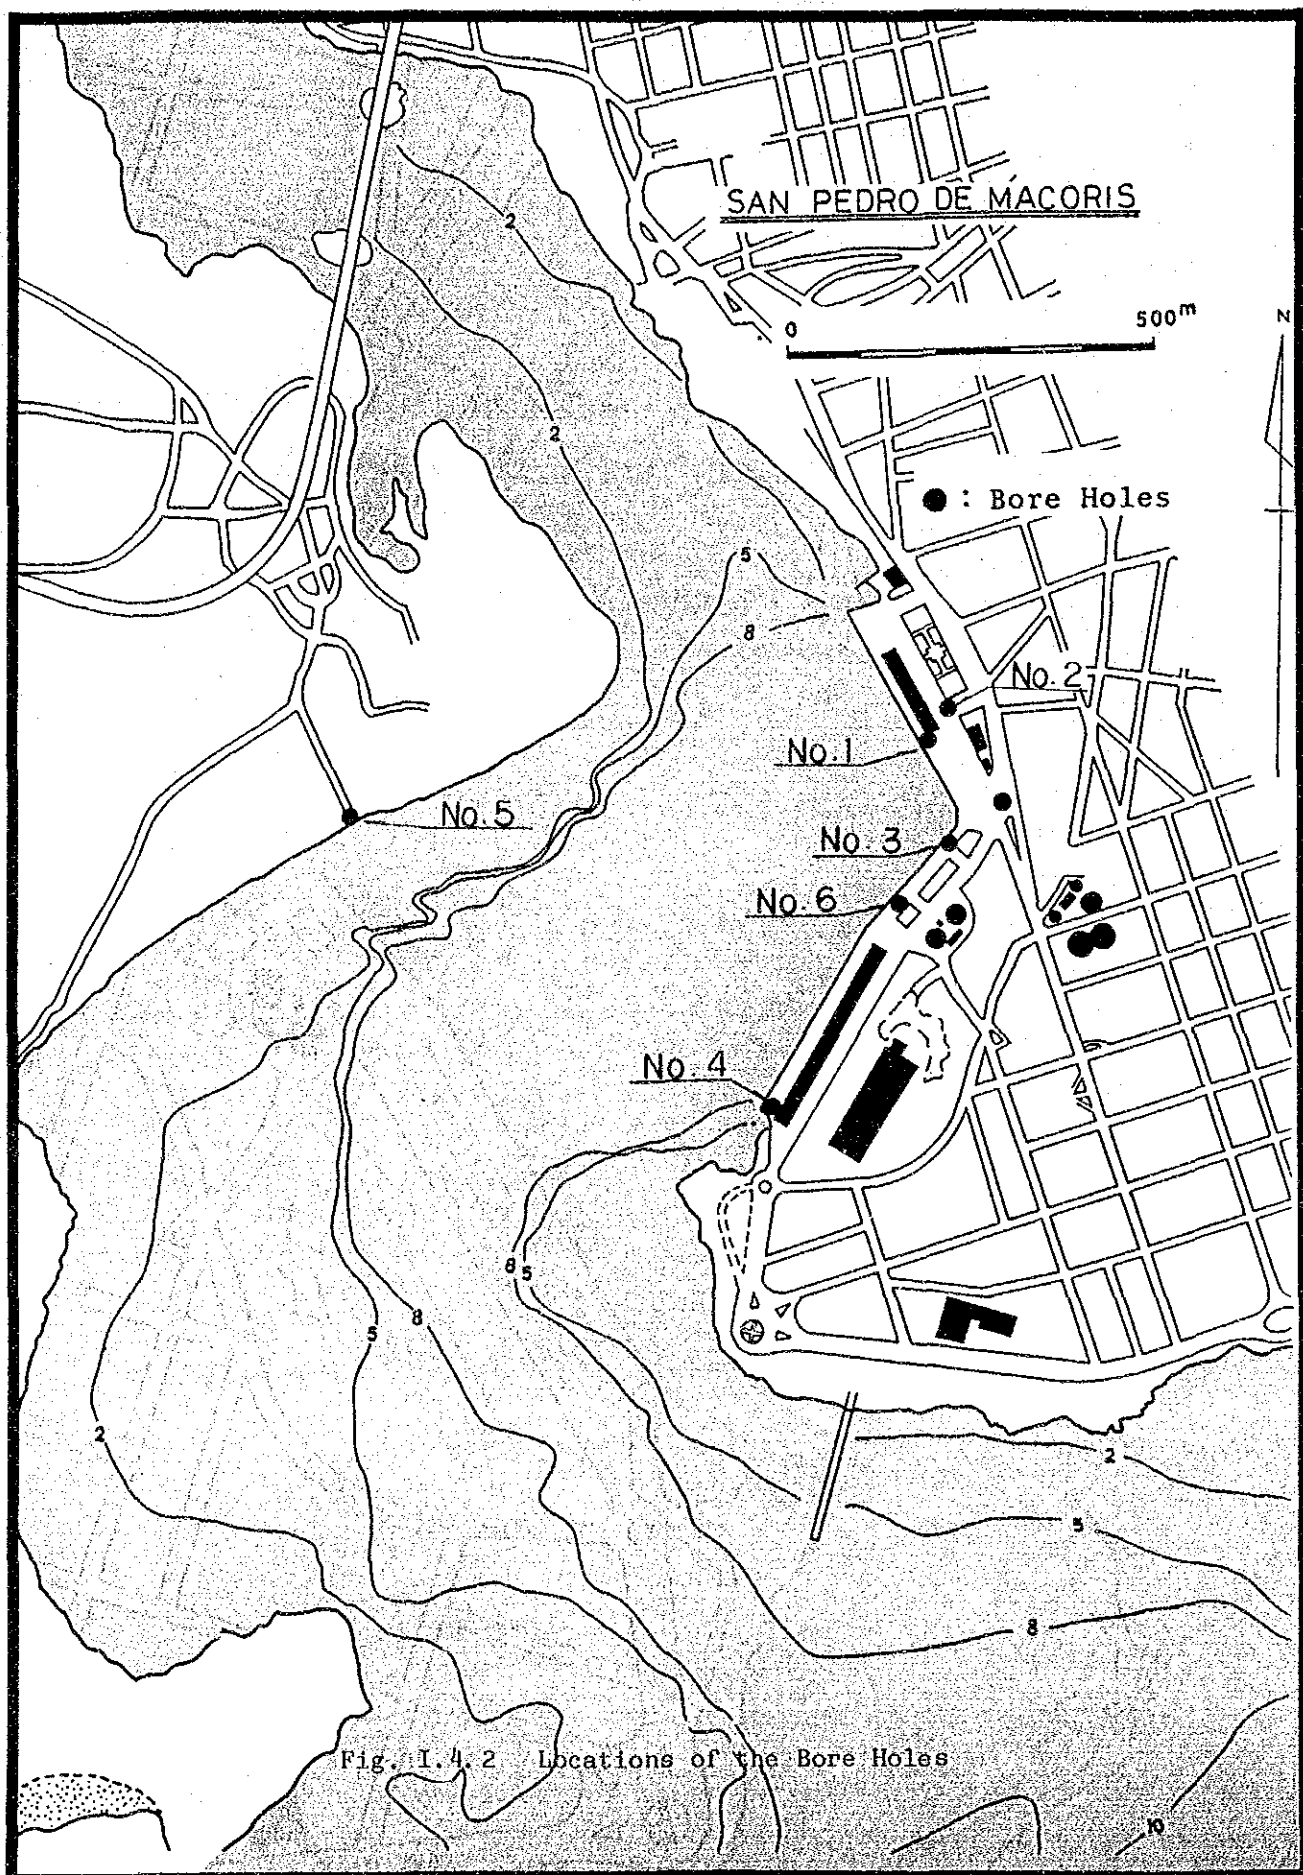 2
SAN PEDRO DE MACORIS
0 500m
N
2
● : Bore Holes
5
8
No. 2
No. 1
No. 5
No. 3
No. 6
No. 4
8 5
8
5
2
2
5
8
Fig. I.4.2 Locations of the Bore Holes
10